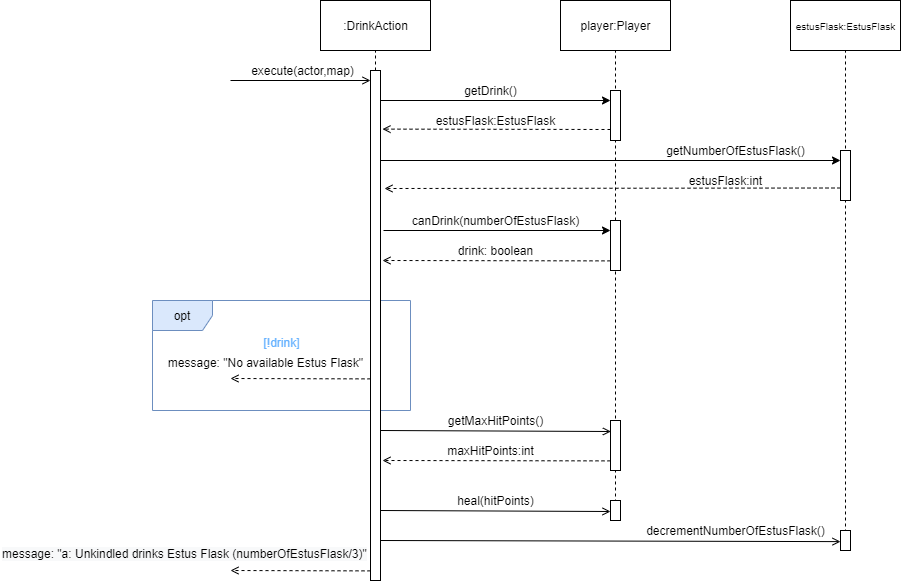 :DrinkAction
player:Player
estusFlask:EstusFlask
execute(actor,map)
getDrink()
estusFlask:EstusFlask
getNumberOfEstusFlask()
estusFlask:int
canDrink(numberOfEstusFlask)
drink: boolean
opt
[!drink]
message: "No available Estus Flask"
getMaxHitPoints()
maxHitPoints:int
heal(hitPoints)
decrementNumberOfEstusFlask()
message: "a: Unkindled drinks Estus Flask (numberOfEstusFlask/3)"